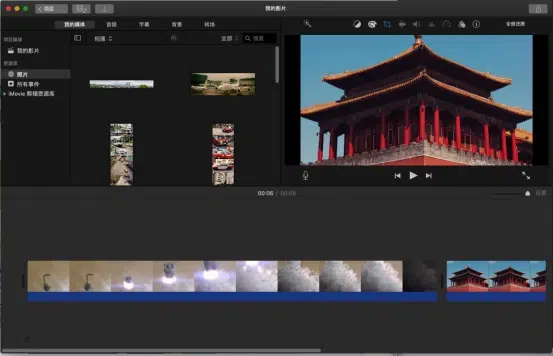 项目
我的影片
我的媒体 音频 字幕 背景 转场
全部还原
项目媒体
我的影片
资源库
照片
所有事件
iMovie 剪辑资源库
相簿
全部
搜索
00:06 / 00:08
设置